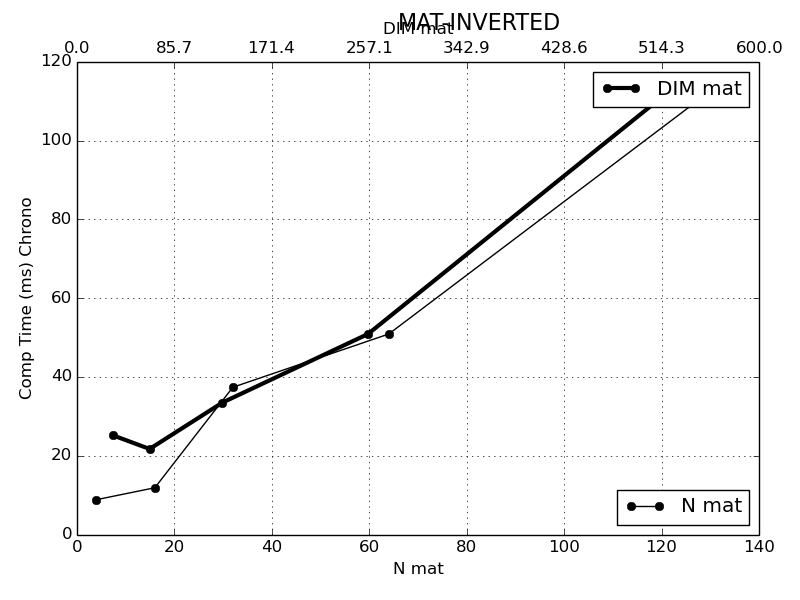 MAT-INVERTED
DIM mat
0.0 85.7 171.4 257.1 342.9 428.6 514.3 600.0
120
100
80
60
40
20
0
Comp Time (ms) Chrono
DIM mat
N mat
0 20 40 60 80 100 120 140
N mat